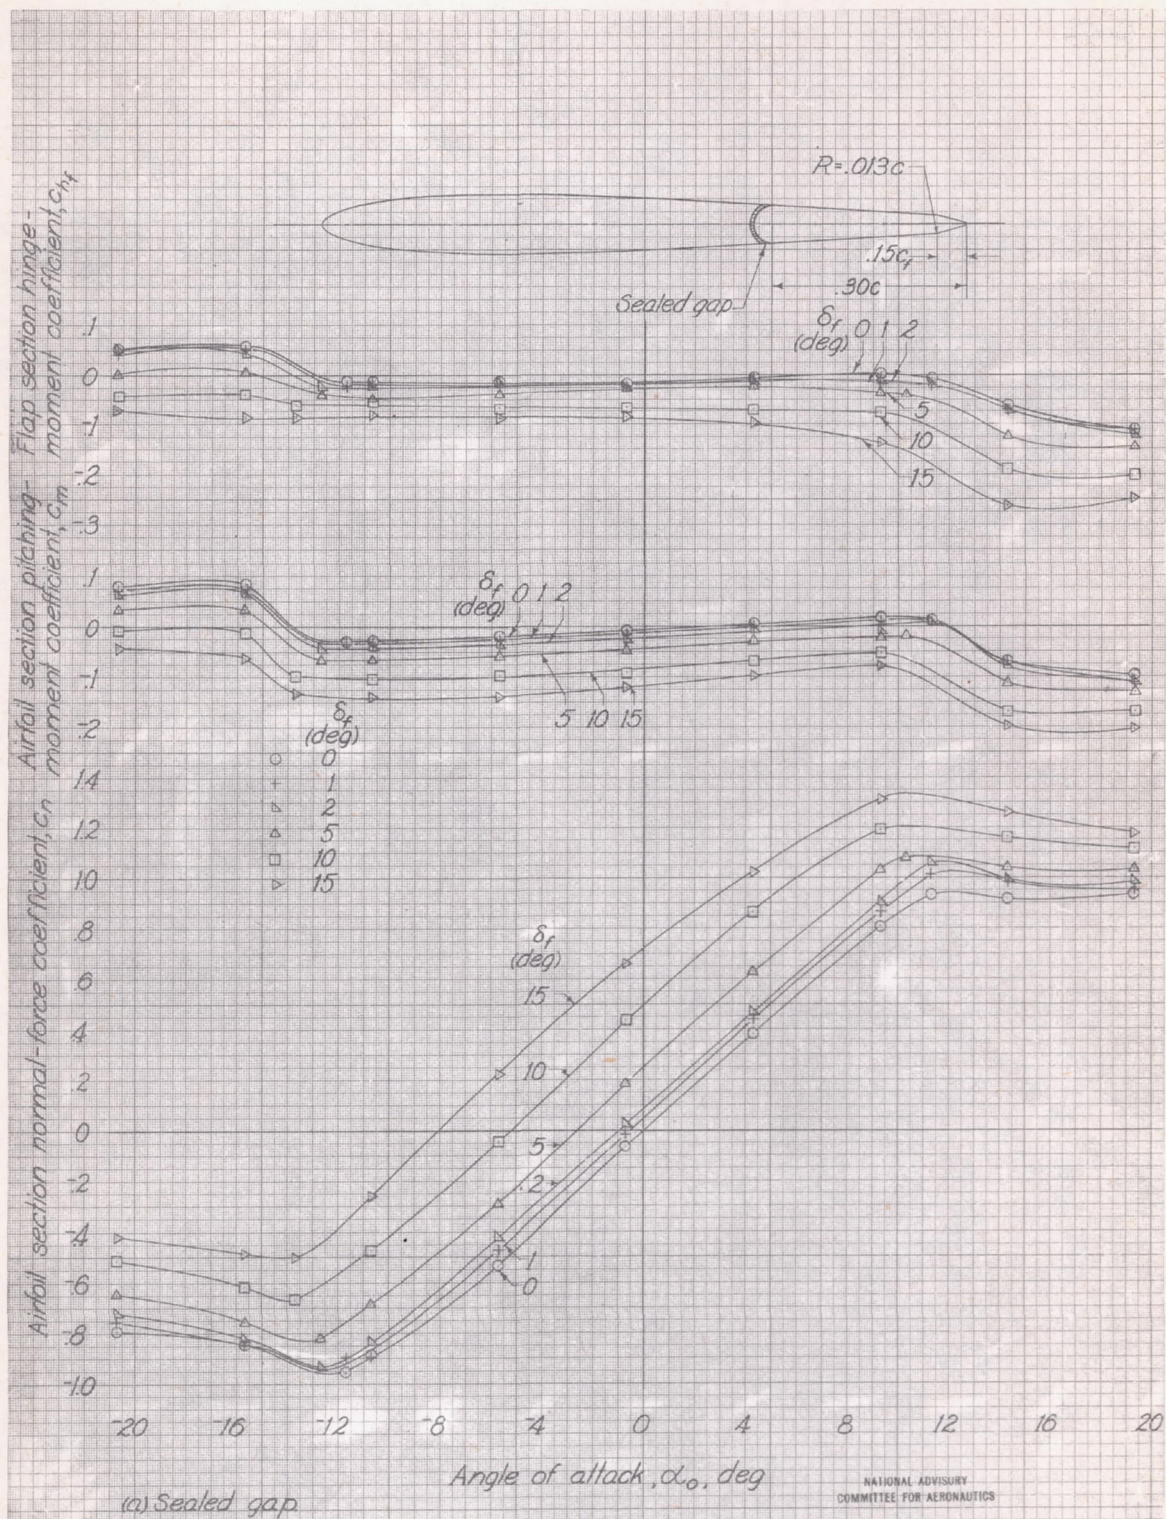 R=.013c
.15c_f
.30c
Sealed gap
Flap section hinge-
moment coefficient, c_hf
.1
0
-.1
-.2
-.3
δ_f 0 1 2
(deg)
5
10
15
Airfoil section pitching-
moment coefficient, c_m
.1
0
-.1
-.2
δ_f 0 1 2
(deg)
5 10 15
δ_f
(deg)
0
1
2
5
10
15
Airfoil section normal-force coefficient, c_n
1.4
1.2
1.0
.8
.6
.4
.2
0
-.2
-.4
-.6
-.8
-1.0
δ_f
(deg)
15
10
5
2
1
0
-20 -16 -12 -8 -4 0 4 8 12 16 20
Angle of attack, α_o, deg
(a) Sealed gap
NATIONAL ADVISORY
COMMITTEE FOR AERONAUTICS